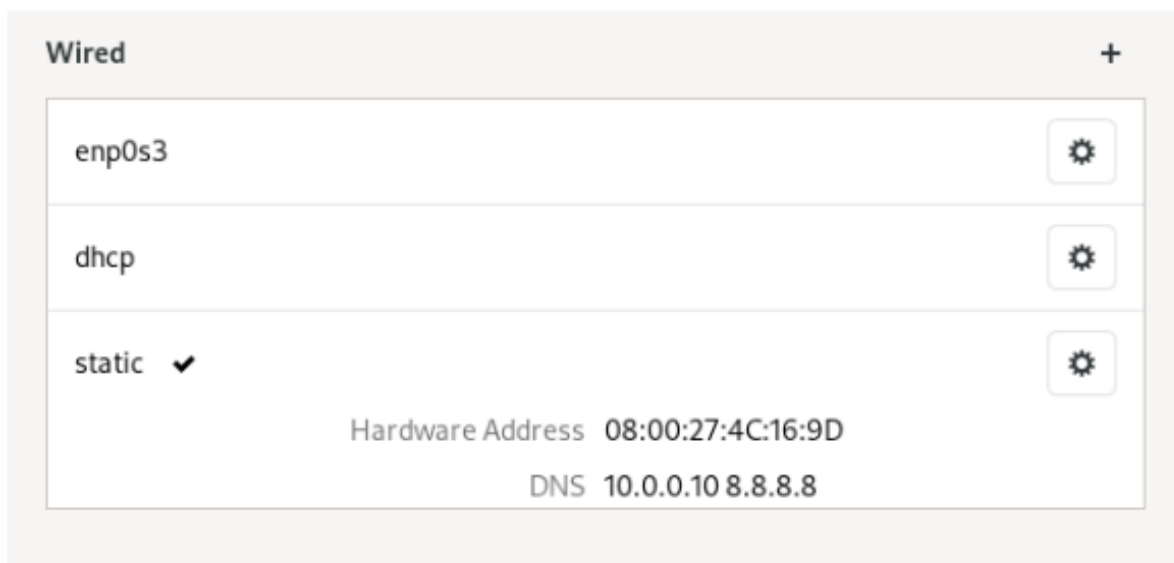 Wired
enp0s3
dhcp
static
Hardware Address 08:00:27:4C:16:9D
DNS 10.0.0.10 8.8.8.8